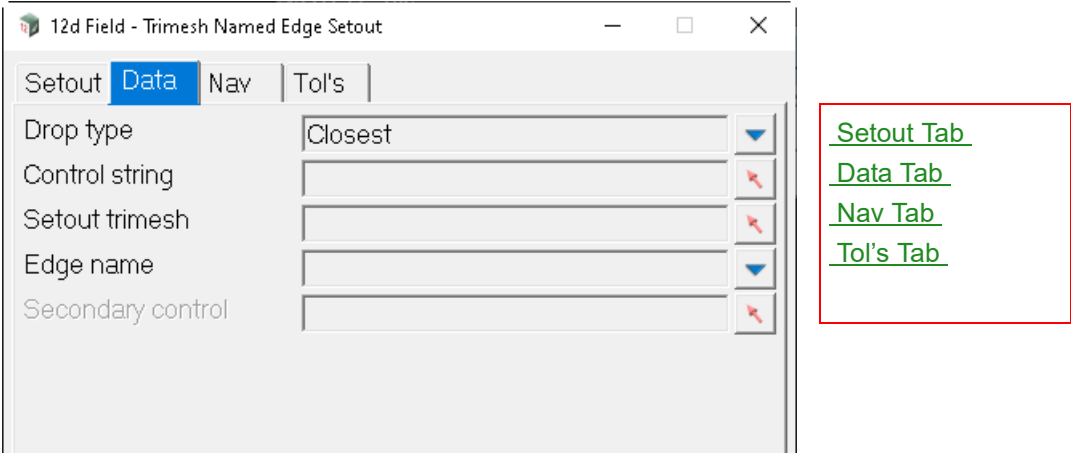 12d Field - Trimesh Named Edge Setout
Setout Data Nav Tol's
Drop type Closest
Control string
Setout trimesh
Edge name
Secondary control
Setout Tab
Data Tab
Nav Tab
Tol’s Tab